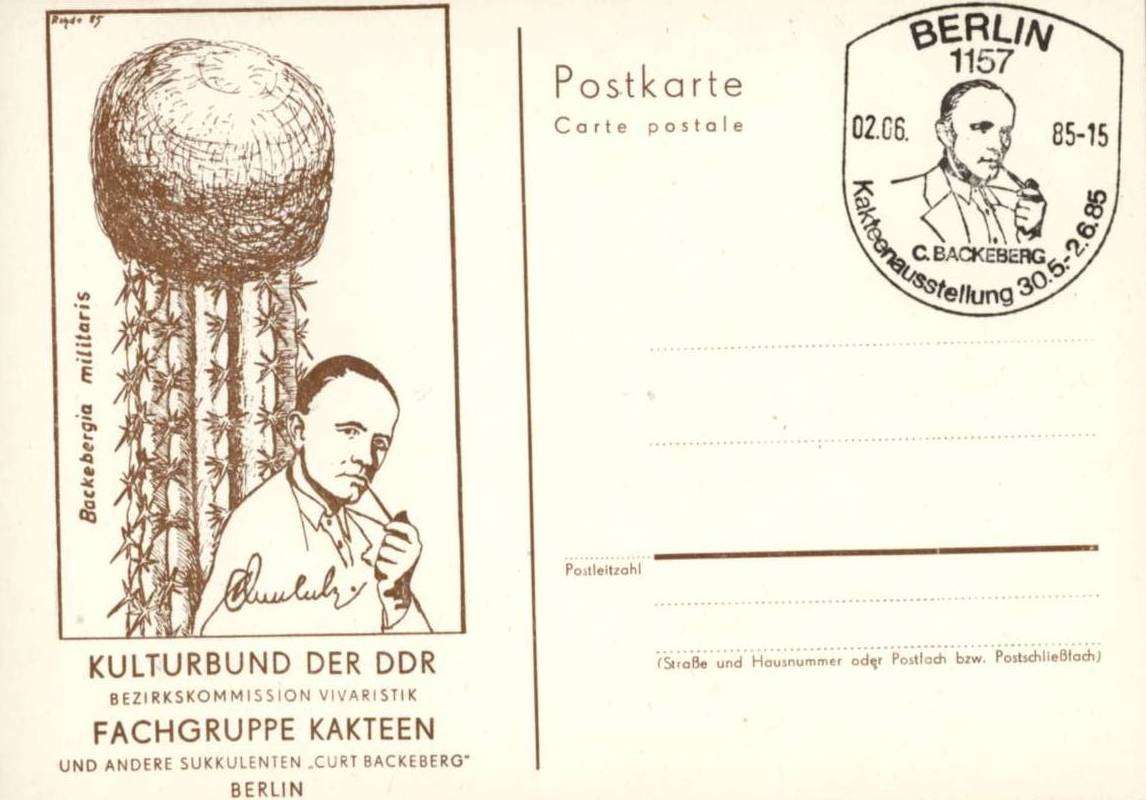 Backebergia militaris
KULTURBUND DER DDR
BEZIRKSKOMMISSION VIVARISTIK
FACHGRUPPE KAKTEEN
UND ANDERE SUKKULENTEN „CURT BACKEBERG"
BERLIN
Postkarte
Carte postale
BERLIN
1157
02.06. 85-15
C. BACKEBERG
Kakteenausstellung 30.5.-2.6.85
Postleitzahl
(Straße und Hausnummer oder Postfach bzw. Postschließfach)